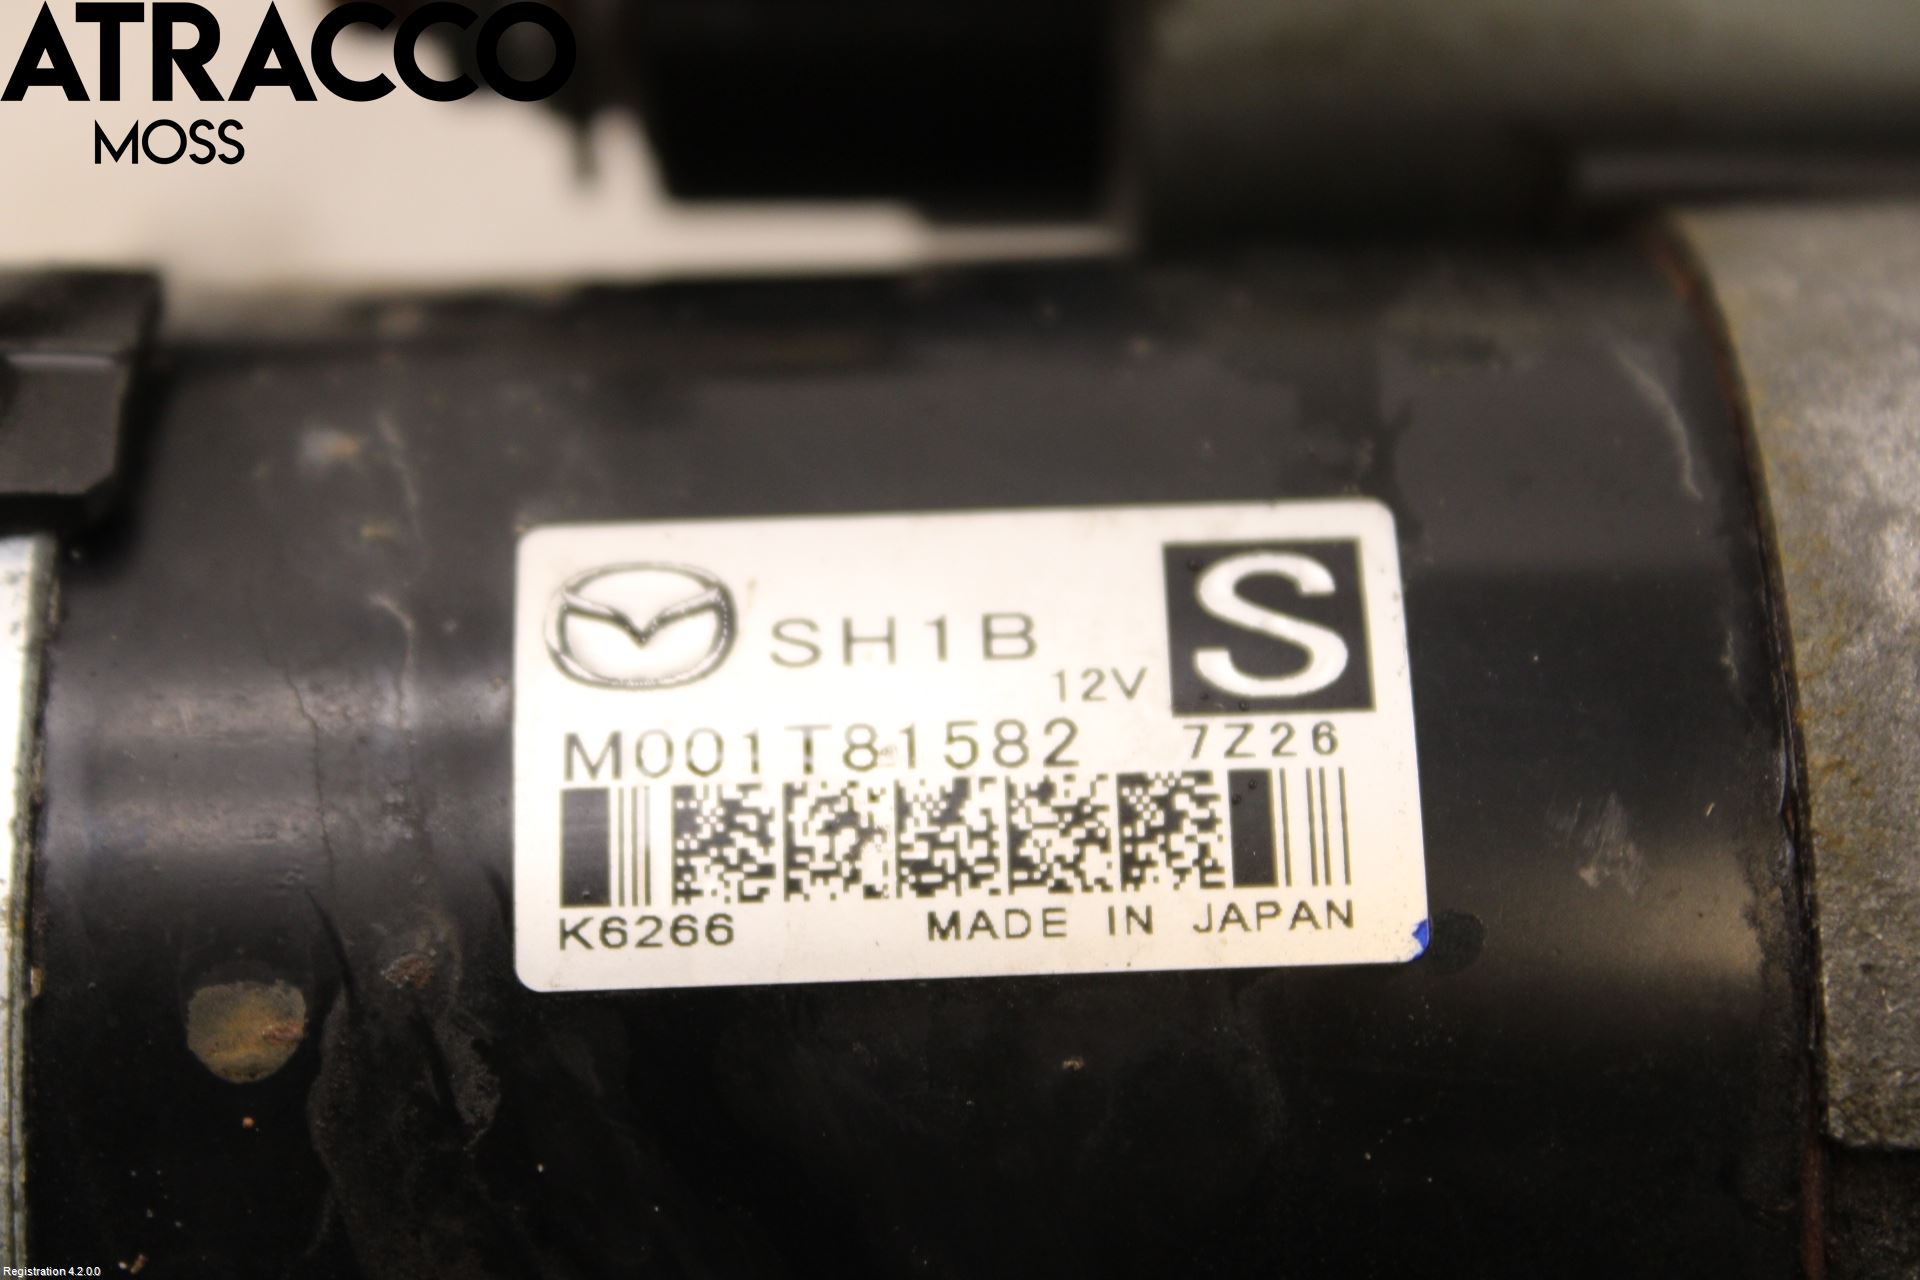 ATRACCO
MOSS
SH1B
12V
S
M001T81582 7Z26
K6266 MADE IN JAPAN
Registration 4.2.0.0